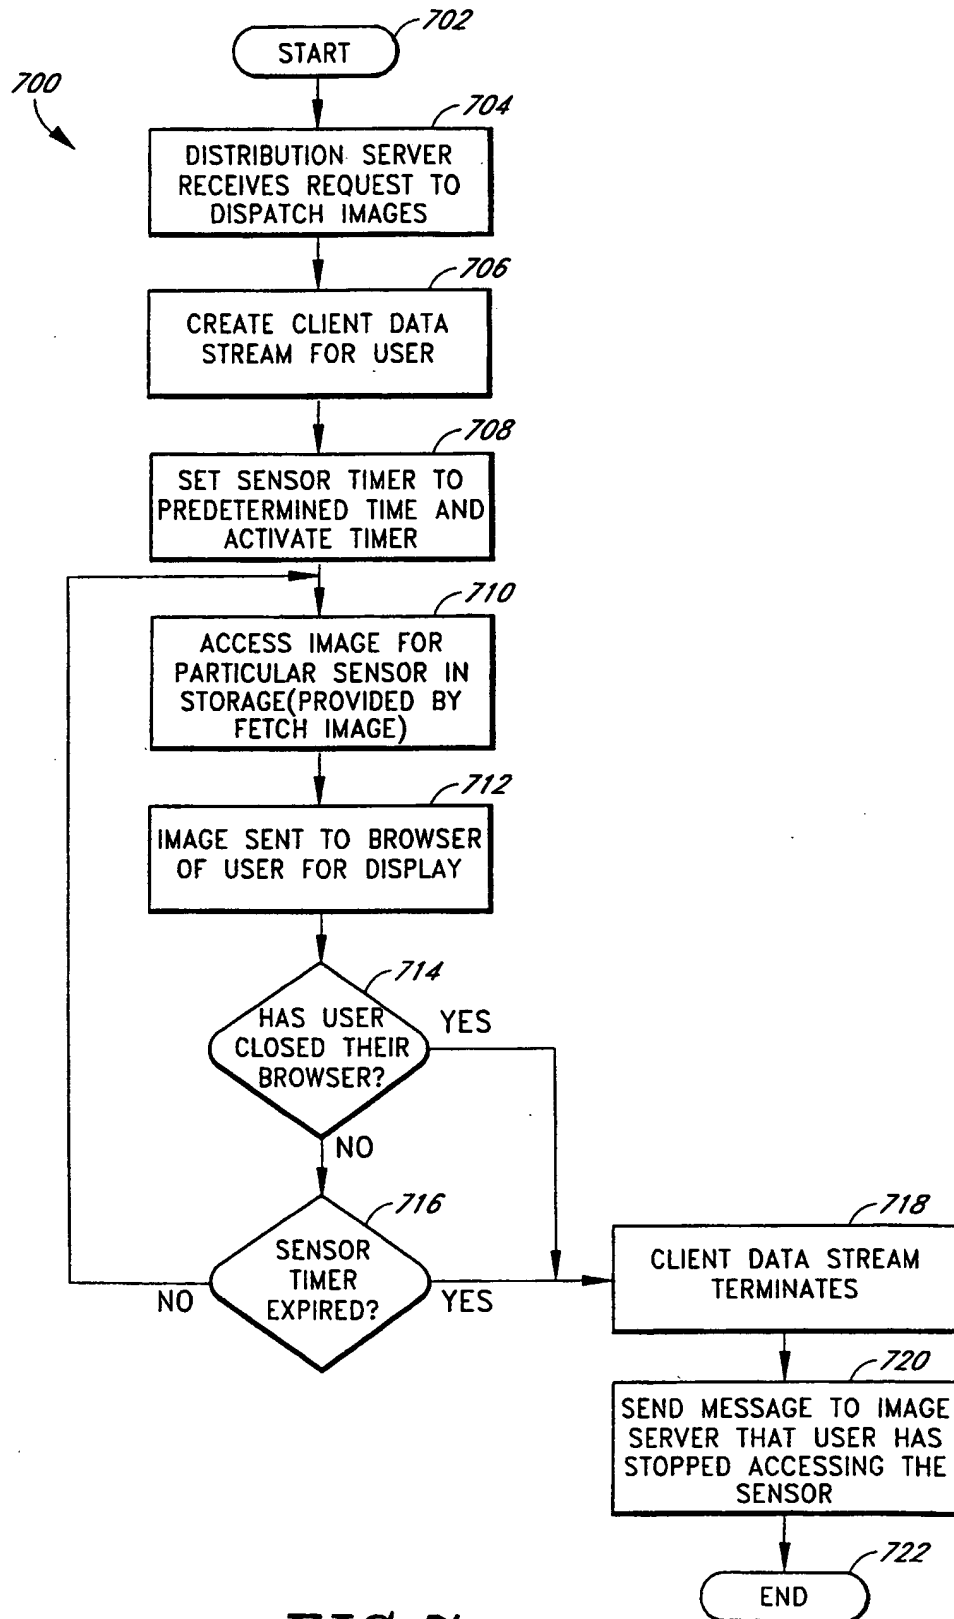 702
START
700
704
DISTRIBUTION SERVER
RECEIVES REQUEST TO
DISPATCH IMAGES
706
CREATE CLIENT DATA
STREAM FOR USER
708
SET SENSOR TIMER TO
PREDETERMINED TIME AND
ACTIVATE TIMER
710
ACCESS IMAGE FOR
PARTICULAR SENSOR IN
STORAGE(PROVIDED BY
FETCH IMAGE)
712
IMAGE SENT TO BROWSER
OF USER FOR DISPLAY
714
HAS USER
CLOSED THEIR
BROWSER?
YES
NO
716
SENSOR
TIMER
EXPIRED?
NO
YES
718
CLIENT DATA STREAM
TERMINATES
720
SEND MESSAGE TO IMAGE
SERVER THAT USER HAS
STOPPED ACCESSING THE
SENSOR
722
END